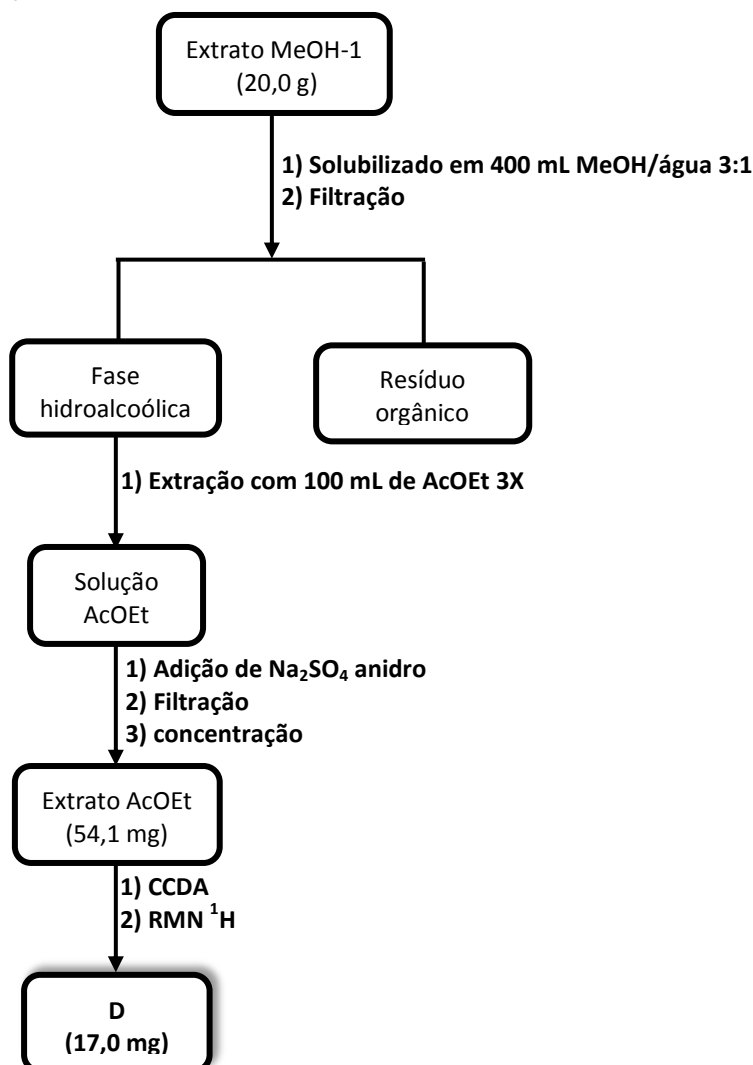 Extrato MeOH-1
(20,0 g)
1) Solubilizado em 400 mL MeOH/água 3:1
2) Filtração
Fase
hidroalcoólica
Resíduo
orgânico
1) Extração com 100 mL de AcOEt 3X
Solução
AcOEt
1) Adição de Na₂SO₄ anidro
2) Filtração
3) concentração
Extrato AcOEt
(54,1 mg)
1) CCDA
2) RMN ¹H
D
(17,0 mg)